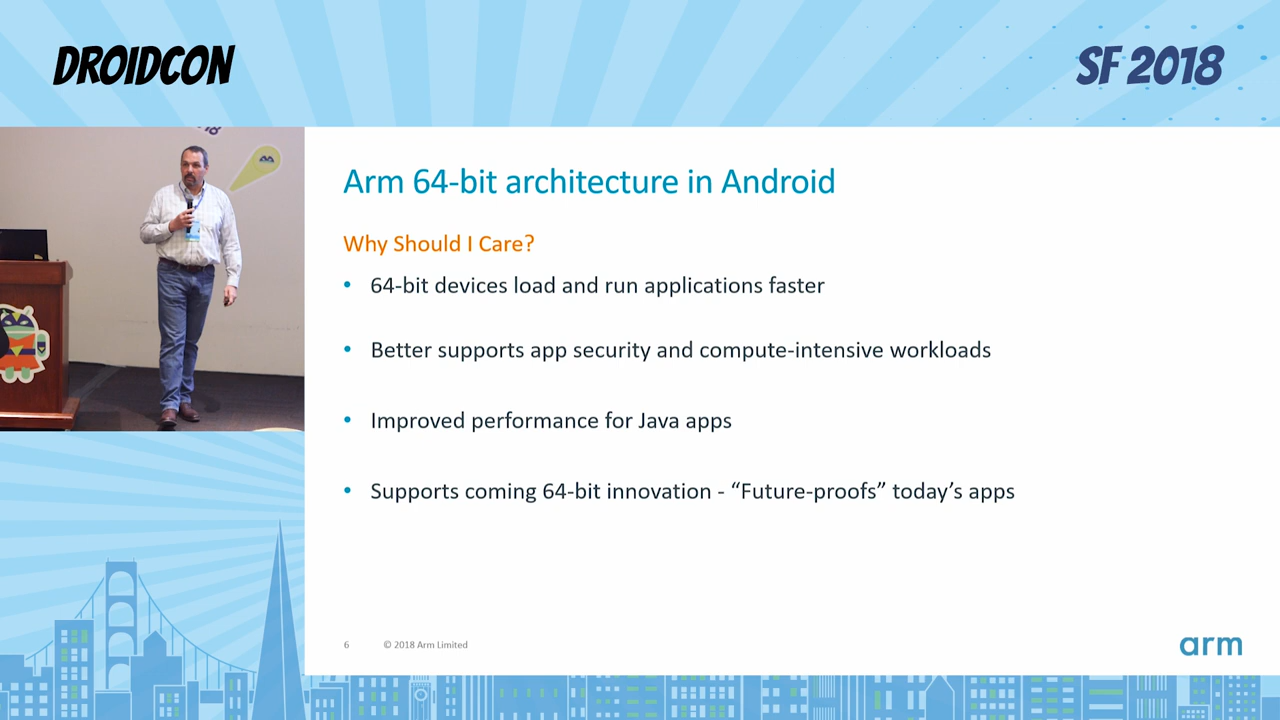 DROIDCON
SF 2018
Arm 64-bit architecture in Android
Why Should I Care?
• 64-bit devices load and run applications faster
• Better supports app security and compute-intensive workloads
• Improved performance for Java apps
• Supports coming 64-bit innovation - “Future-proofs” today’s apps
6
© 2018 Arm Limited
arm